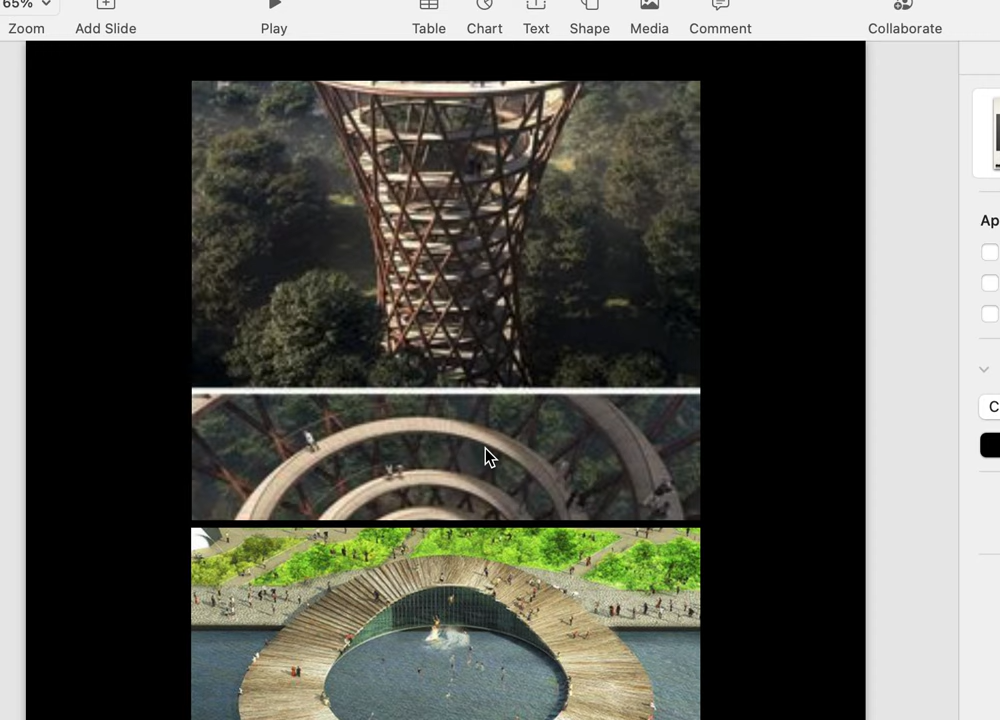 65%
Zoom
Add Slide
Play
Table
Chart
Text
Shape
Media
Comment
Collaborate
Ap
C